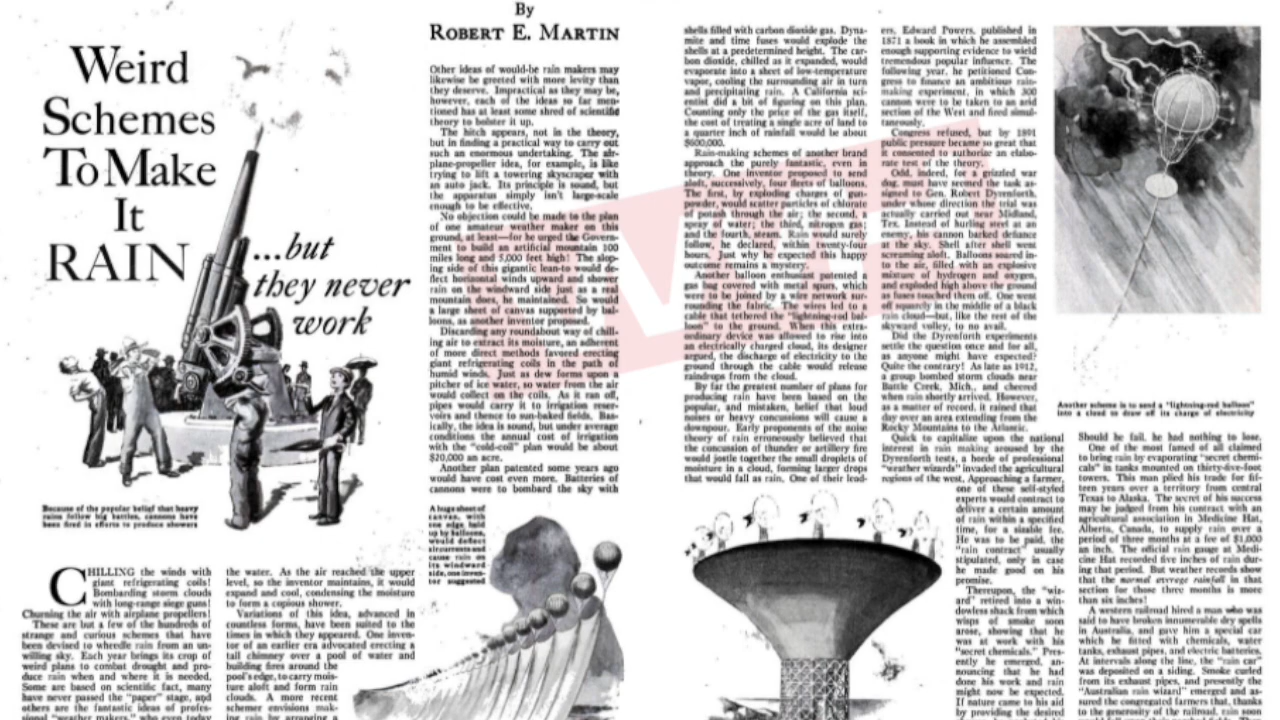 Weird
Schemes
To Make
It
RAIN
...but
they never
work
Because of the popular belief that heavy
rains follow big battles, cannons have
been fired in efforts to produce showers
CHILLING the winds with
giant refrigerating coils!
Bombarding storm clouds
with long-range siege guns!
Churning the air with airplane propellers!
These are but a few of the hundreds of
strange and curious schemes that have
been devised to wheedle rain from an un-
willing sky. Each year brings its crop of
weird plans to combat drought and pro-
duce rain when and where it is needed.
Some are based on scientific fact, many
have never passed the "paper" stage, and
others are the fantastic ideas of profes-
sional "weather makers," who even today
the water. As the air reached the upper
level, so the inventor maintains, it would
expand and cool, condensing the moisture
to form a copious shower.
Variations of this idea, advanced in
countless forms, have been suited to the
times in which they appeared. One inven-
tor of an earlier era advocated erecting a
tall chimney over a pool of water and
building fires around the
pool's edge, to carry mois-
ture aloft and form rain
clouds. A more recent
schemer envisions mak-
ing rain by arranging a
By
ROBERT E. MARTIN
Other ideas of would-be rain makers may
likewise be greeted with more levity than
they deserve. Impractical as they may be,
however, each of the ideas so far men-
tioned has at least some shred of scientific
theory to bolster it up.
The hitch appears, not in the theory,
but in finding a practical way to carry out
such an enormous undertaking. The air-
plane-propeller idea, for example, is like
trying to lift a towering skyscraper with
an auto jack. Its principle is sound, but
the apparatus simply isn't large-scale
enough to be effective.
No objection could be made to the plan
of one amateur weather maker on this
ground, at least—for he urged the Govern-
ment to build an artificial mountain 100
miles long and 5,000 feet high! The slop-
ing side of this gigantic lean-to would de-
flect horizontal winds upward and shower
rain on the windward side just as a real
mountain does, he maintained. So would
a large sheet of canvas supported by bal-
loons, as another inventor proposed.
Discarding any roundabout way of chill-
ing air to extract its moisture, an adherent
of more direct methods favored erecting
giant refrigerating coils in the path of
humid winds. Just as dew forms upon a
pitcher of ice water, so water from the air
would collect on the coils. As it ran off,
pipes would carry it to irrigation reser-
voirs and thence to sun-baked fields. Bas-
ically, the idea is sound, but under average
conditions the annual cost of irrigation
with the "cold-coil" plan would be about
$20,000 an acre.
Another plan patented some years ago
would have cost even more. Batteries of
cannons were to bombard the sky with
A huge sheet of
canvas, with
one edge held
up by balloons,
would deflect
air currents and
cause rain on
its windward
side, one inven-
tor suggested
shells filled with carbon dioxide gas. Dyna-
mite and time fuses would explode the
shells at a predetermined height. The car-
bon dioxide, chilled as it expanded, would
evaporate into a sheet of low-temperature
vapor, cooling the surrounding air in turn
and precipitating rain. A California sci-
entist did a bit of figuring on this plan.
Counting only the price of the gas itself,
the cost of treating a single acre of land to
a quarter inch of rainfall would be about
$600,000.
Rain-making schemes of another brand
approach the purely fantastic, even in
theory. One inventor proposed to send
aloft, successively, four fleets of balloons.
The first, by exploding charges of gun-
powder, would scatter particles of chlorate
of potash through the air; the second, a
spray of water; the third, nitrogen gas;
and the fourth, steam. Rain would surely
follow, he declared, within twenty-four
hours. Just why he expected this happy
outcome remains a mystery.
Another balloon enthusiast patented a
gas bag covered with metal spurs, which
were to be joined by a wire network sur-
rounding the fabric. The wires led to a
cable that tethered the "lightning-rod bal-
loon" to the ground. When this extra-
ordinary device was allowed to rise into
an electrically charged cloud, its designer
argued, the discharge of electricity to the
ground through the cable would release
raindrops from the cloud.
By far the greatest number of plans for
producing rain have been based on the
popular, and mistaken, belief that loud
noises or heavy concussions will cause a
downpour. Early proponents of the noise
theory of rain erroneously believed that
the concussion of thunder or artillery fire
would jostle together the small droplets of
moisture in a cloud, forming larger drops
that would fall as rain. One of their lead-
ers, Edward Powers, published in
1871 a book in which he assembled
enough supporting evidence to wield
tremendous popular influence. The
following year, he petitioned Con-
gress to finance an ambitious rain-
making experiment, in which 300
cannon were to be taken to an arid
section of the West and fired simul-
taneously.
Congress refused, but by 1891
public pressure became so great that
it consented to authorize an elabo-
rate test of the theory.
Odd, indeed, for a grizzled war
dog, must have seemed the task as-
signed to Gen. Robert Dyrenforth,
under whose direction the trial was
actually carried out near Midland,
Tex. Instead of hurling steel at an
enemy, his cannon barked defiance
at the sky. Shell after shell went
screaming aloft. Balloons soared in-
to the air, filled with an explosive
mixture of hydrogen and oxygen,
and exploded high above the ground
as fuses touched them off. One went
off squarely in the middle of a black
rain cloud—but, like the rest of the
skyward volley, to no avail.
Did the Dyrenforth experiments
settle the question once and for all,
as anyone might have expected?
Quite the contrary! As late as 1912,
a group bombed storm clouds near
Battle Creek, Mich., and cheered
when rain shortly arrived. However,
as a matter of record, it rained that
day over an area extending from the
Rocky Mountains to the Atlantic.
Quick to capitalize upon the national
interest in rain making aroused by the
Dyrenforth tests, a horde of professional
"weather wizards" invaded the agricultural
regions of the west. Approaching a farmer,
one of these self-styled
experts would contract to
deliver a certain amount
of rain within a specified
time, for a sizable fee.
He was to be paid, the
"rain contract" usually
stipulated, only in case
he made good on his
promise.
Thereupon, the "wiz-
ard" retired into a win-
dowless shack from which
wisps of smoke soon
arose, showing that he
was at work with his
"secret chemicals." Pres-
ently he emerged, an-
nouncing that he had
done his work and rain
might now be expected.
If nature came to his aid
by providing the desired
Another scheme is to send a "lightning-rod balloon"
into a cloud to draw off its charge of electricity
Should he fail, he had nothing to lose.
One of the most famed of all claimed
to bring rain by evaporating "secret chemi-
cals" in tanks mounted on thirty-five-foot
towers. This man plied his trade for fif-
teen years over a territory from central
Texas to Alaska. The secret of his success
may be judged from his contract with an
agricultural association in Medicine Hat,
Alberta, Canada, to supply rain over a
period of three months at a fee of $1,000
an inch. The official rain gauge at Medi-
cine Hat recorded five inches of rain dur-
ing that period. But weather records show
that the normal average rainfall in that
section for those three months is more
than six inches!
A western railroad hired a man who was
said to have broken innumerable dry spells
in Australia, and gave him a special car
which he fitted with chemicals, water
tanks, exhaust pipes, and electric batteries.
At intervals along the line, the "rain car"
was deposited on a siding. Smoke curled
from its exhaust pipes, and presently the
"Australian rain wizard" emerged and as-
sured the congregated farmers that, thanks
to the generosity of the railroad, rain soon